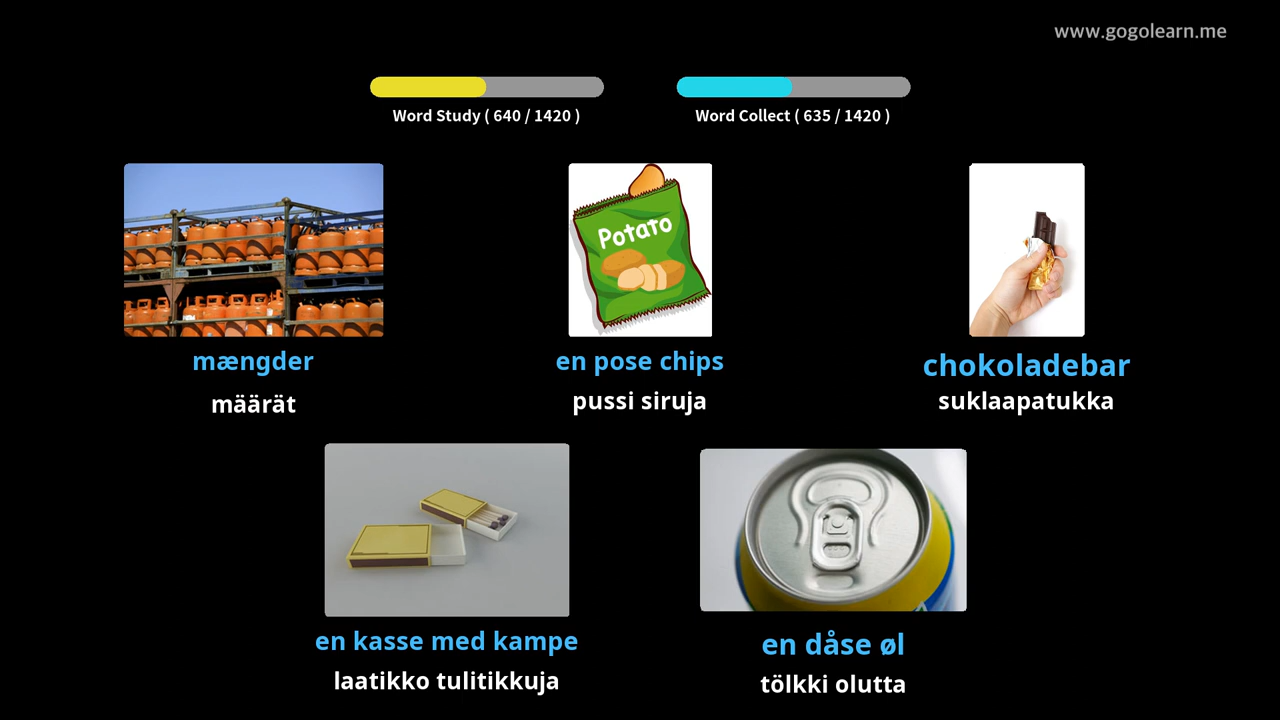 www.gogolearn.me
Word Study ( 640 / 1420 )
Word Collect ( 635 / 1420 )
Potato
mængder
en pose chips
chokoladebar
määrät
pussi siruja
suklaapatukka
en kasse med kampe
en dåse øl
laatikko tulitikkuja
tölkki olutta